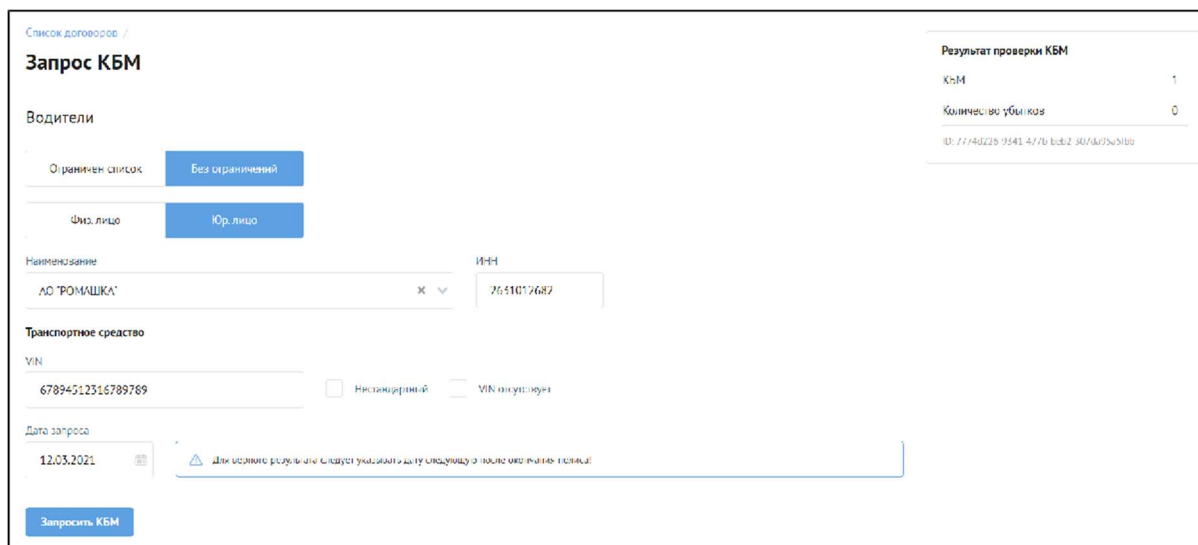 Список договоров /
Запрос КБМ
Водители
Ограничен список
Без ограничений
Физ. лицо
Юр. лицо
Наименование
ИНН
АО "РОМАШКА"
2631012682
Транспортное средство
VIN
67894512316789789
Нестандартный
VIN отсутствует
Дата запроса
12.03.2021
Для верного результата следует указывать дату следующую после окончания полиса!
Запросить КБМ
Результат проверки КБМ
КБМ 1
Количество убытков 0
ID: